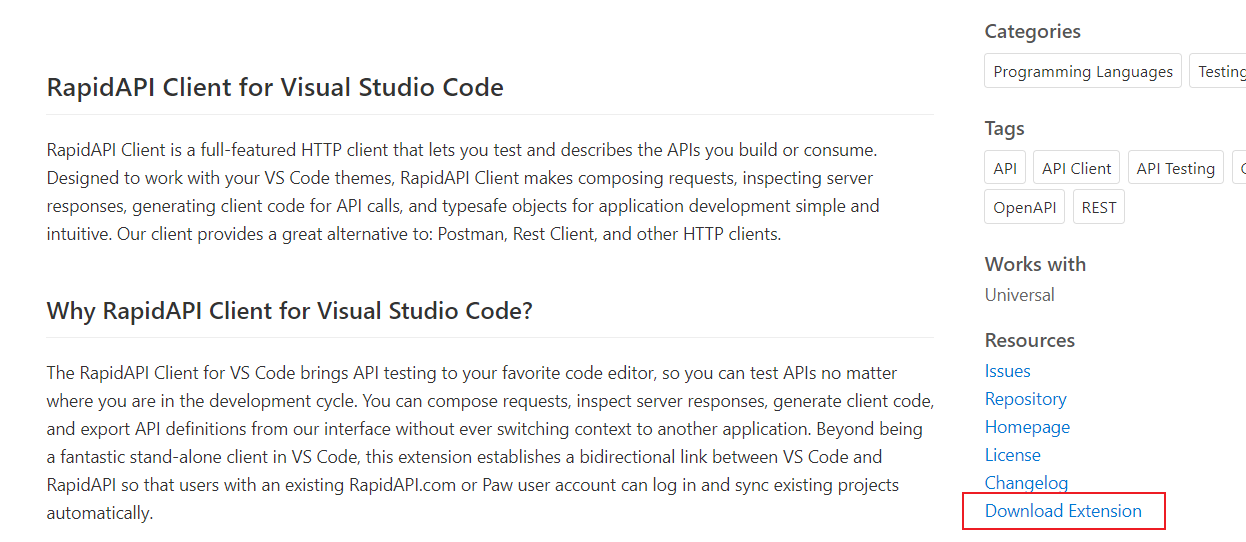 RapidAPI Client for Visual Studio Code
RapidAPI Client is a full-featured HTTP client that lets you test and describes the APIs you build or consume.
Designed to work with your VS Code themes, RapidAPI Client makes composing requests, inspecting server
responses, generating client code for API calls, and typesafe objects for application development simple and
intuitive. Our client provides a great alternative to: Postman, Rest Client, and other HTTP clients.
Why RapidAPI Client for Visual Studio Code?
The RapidAPI Client for VS Code brings API testing to your favorite code editor, so you can test APIs no matter
where you are in the development cycle. You can compose requests, inspect server responses, generate client code,
and export API definitions from our interface without ever switching context to another application. Beyond being
a fantastic stand-alone client in VS Code, this extension establishes a bidirectional link between VS Code and
RapidAPI so that users with an existing RapidAPI.com or Paw user account can log in and sync existing projects
automatically.
Categories
Programming Languages Testing
Tags
API API Client API Testing
OpenAPI REST
Works with
Universal
Resources
Issues
Repository
Homepage
License
Changelog
Download Extension